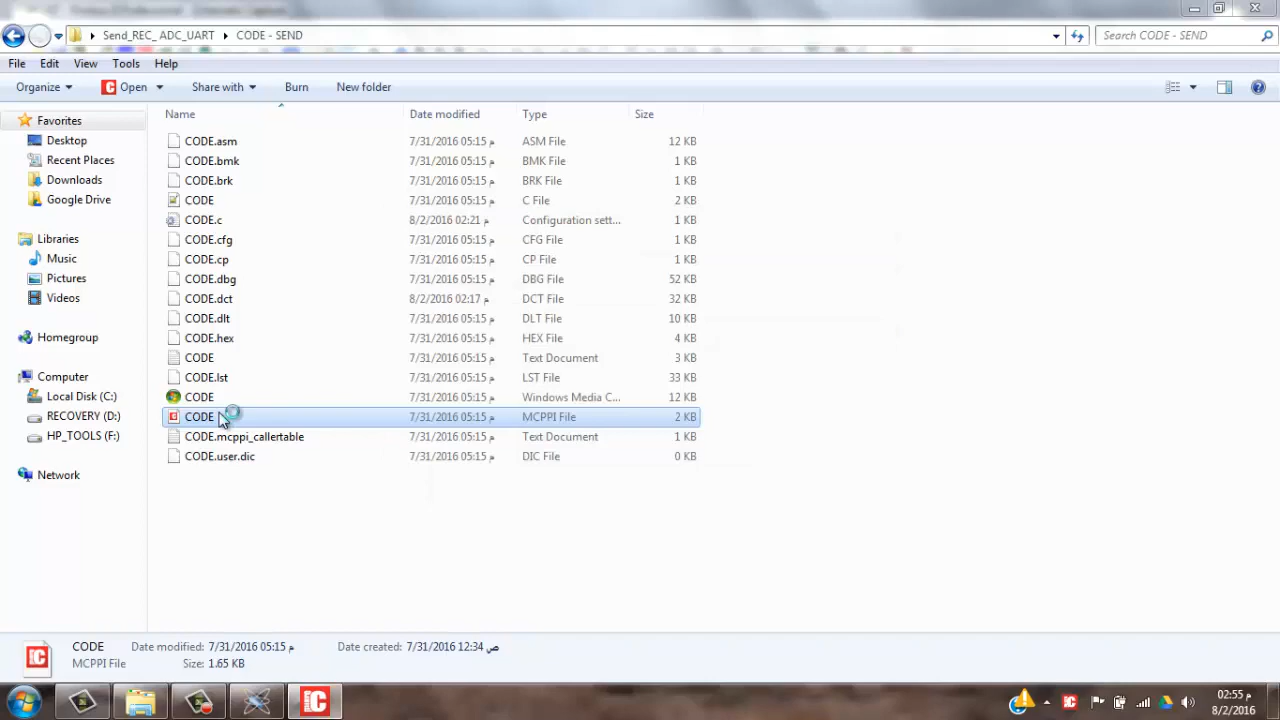 Send_REC_ ADC_UART ▸ CODE - SEND
Search CODE - SEND
File Edit View Tools Help
Organize Open Share with Burn New folder
Name Date modified Type Size
Favorites
Desktop
Recent Places
Downloads
Google Drive
Libraries
Music
Pictures
Videos
Homegroup
Computer
Local Disk (C:)
RECOVERY (D:)
HP_TOOLS (F:)
Network
CODE.asm 7/31/2016 05:15 م ASM File 12 KB
CODE.bmk 7/31/2016 05:15 م BMK File 1 KB
CODE.brk 7/31/2016 05:15 م BRK File 1 KB
CODE 7/31/2016 05:15 م C File 2 KB
CODE.c 8/2/2016 02:21 م Configuration sett... 1 KB
CODE.cfg 7/31/2016 05:15 م CFG File 1 KB
CODE.cp 7/31/2016 05:15 م CP File 1 KB
CODE.dbg 7/31/2016 05:15 م DBG File 52 KB
CODE.dct 8/2/2016 02:17 م DCT File 32 KB
CODE.dlt 7/31/2016 05:15 م DLT File 10 KB
CODE.hex 7/31/2016 05:15 م HEX File 4 KB
CODE 7/31/2016 05:15 م Text Document 3 KB
CODE.lst 7/31/2016 05:15 م LST File 33 KB
CODE 7/31/2016 05:15 م Windows Media C... 12 KB
CODE 7/31/2016 05:15 م MCPPI File 2 KB
CODE.mcppi_callertable 7/31/2016 05:15 م Text Document 1 KB
CODE.user.dic 7/31/2016 05:15 م DIC File 0 KB
CODE Date modified: 7/31/2016 05:15 م Date created: 7/31/2016 12:34 ص
MCPPI File Size: 1.65 KB
02:55 م
8/2/2016